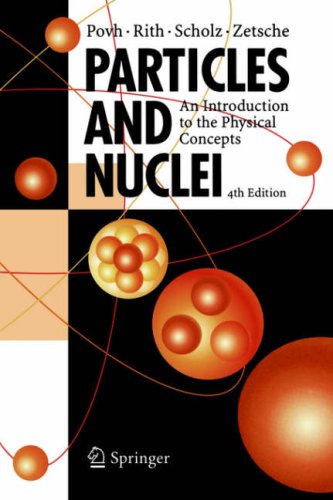 Povh · Rith · Scholz · Zetsche
PARTICLES
AND
An Introduction
to the Physical
Concepts
NUCLEI
4th Edition
Springer